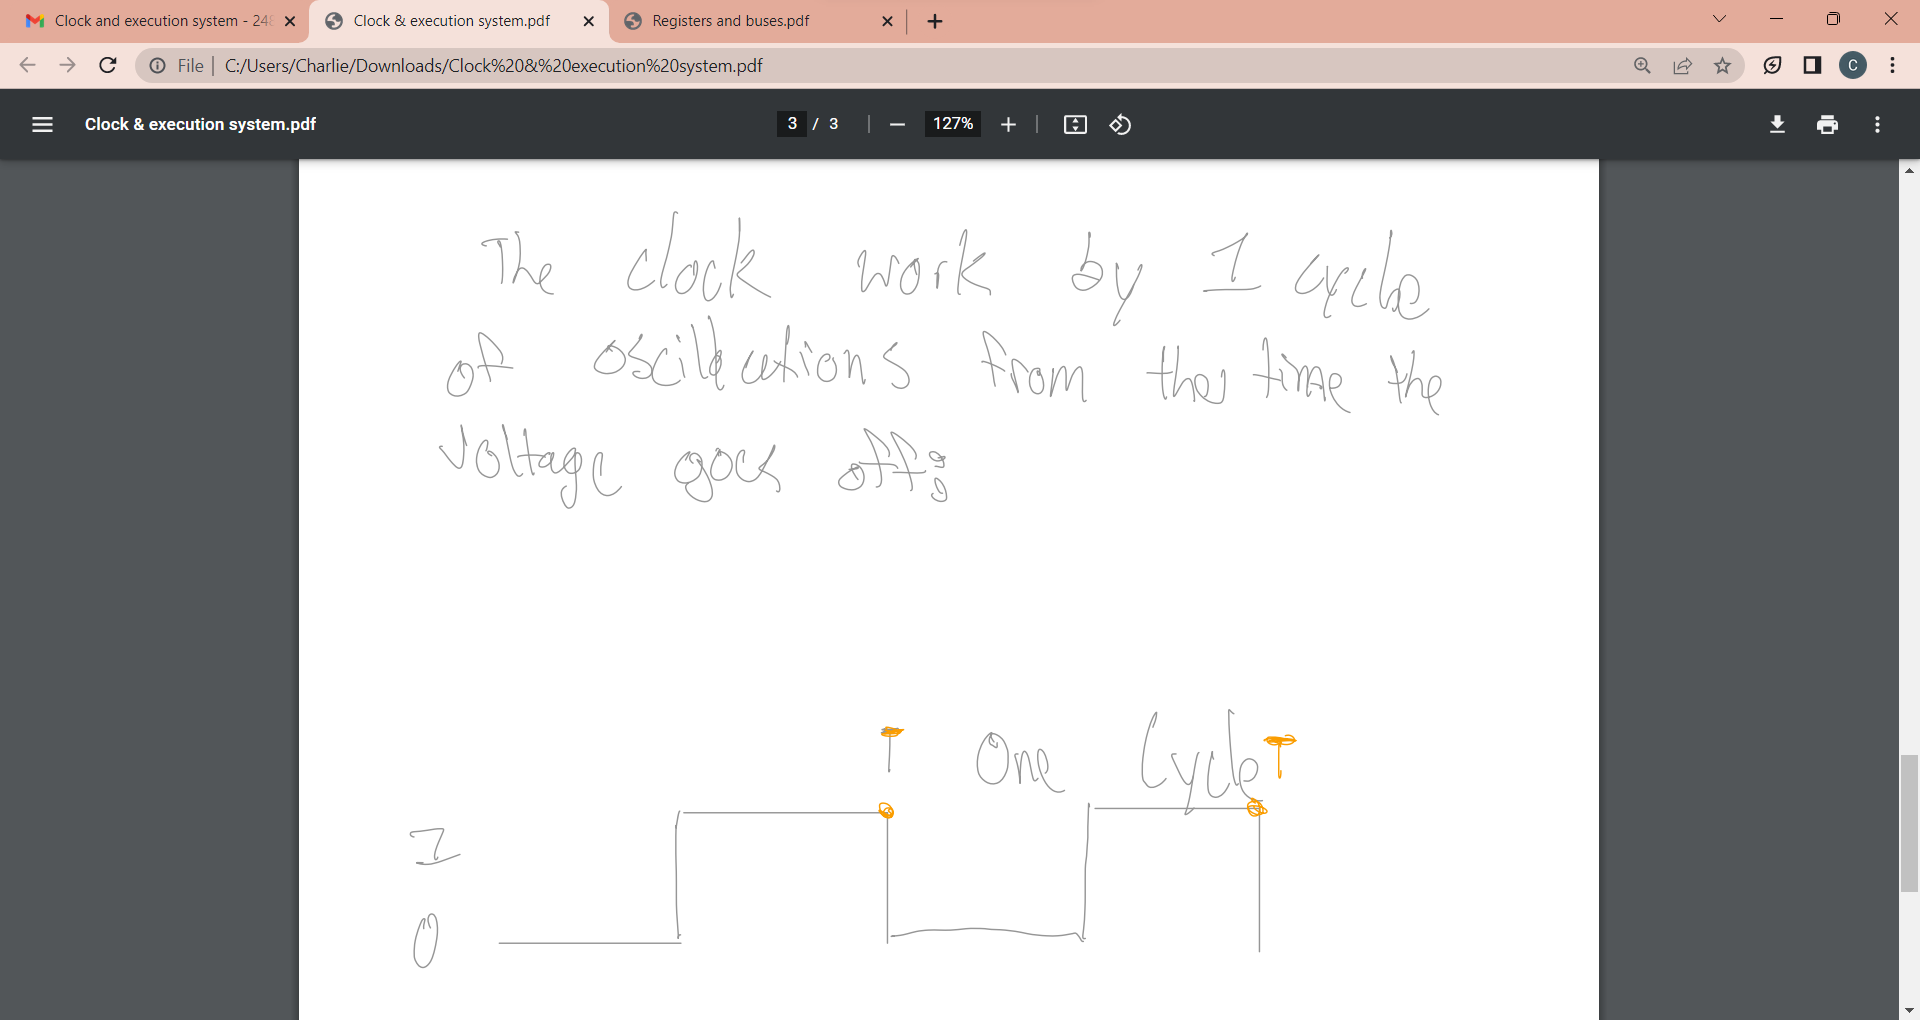 Clock and execution system - 248
Clock & execution system.pdf
Registers and buses.pdf
File
C:/Users/Charlie/Downloads/Clock%20&%20execution%20system.pdf
C
Clock & execution system.pdf
3 / 3
127%
The clock work by 1 cycle
of oscillations from the time the
voltage goes off:
One Cycle
1
0